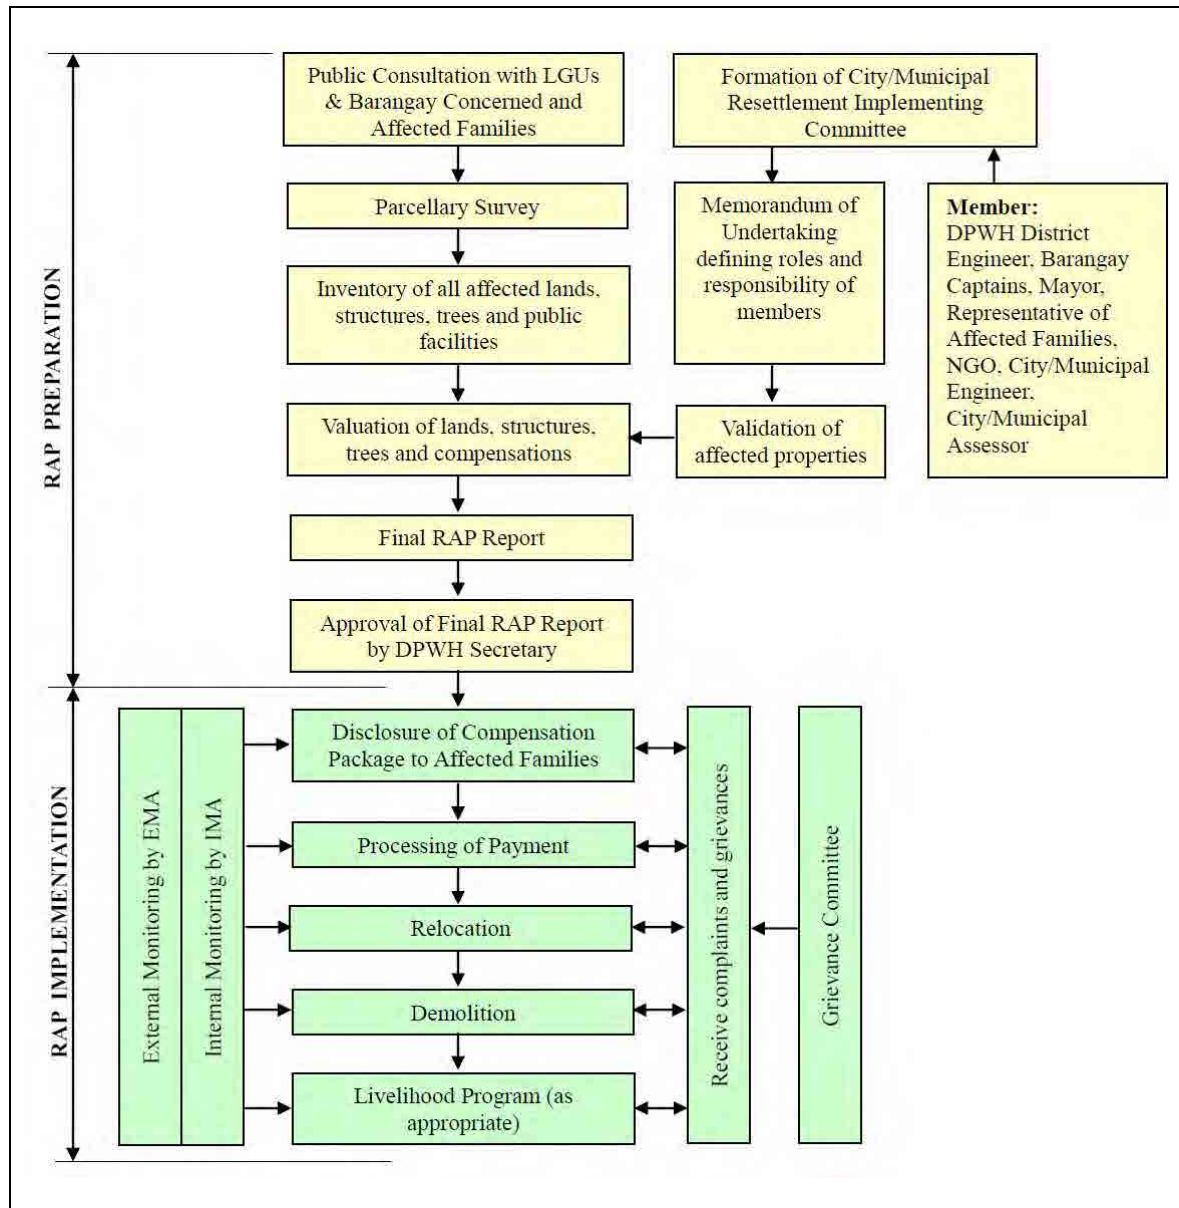 RAP PREPARATION
Public Consultation with LGUs
& Barangay Concerned and
Affected Families
Parcellary Survey
Inventory of all affected lands,
structures, trees and public
facilities
Valuation of lands, structures,
trees and compensations
Final RAP Report
Approval of Final RAP Report
by DPWH Secretary
Formation of City/Municipal
Resettlement Implementing
Committee
Memorandum of
Undertaking
defining roles and
responsibility of
members
Validation of
affected properties
Member:
DPWH District
Engineer, Barangay
Captains, Mayor,
Representative of
Affected Families,
NGO, City/Municipal
Engineer,
City/Municipal
Assessor
RAP IMPLEMENTATION
External Monitoring by EMA
Internal Monitoring by IMA
Disclosure of Compensation
Package to Affected Families
Processing of Payment
Relocation
Demolition
Livelihood Program (as
appropriate)
Receive complaints and grievances
Grievance Committee